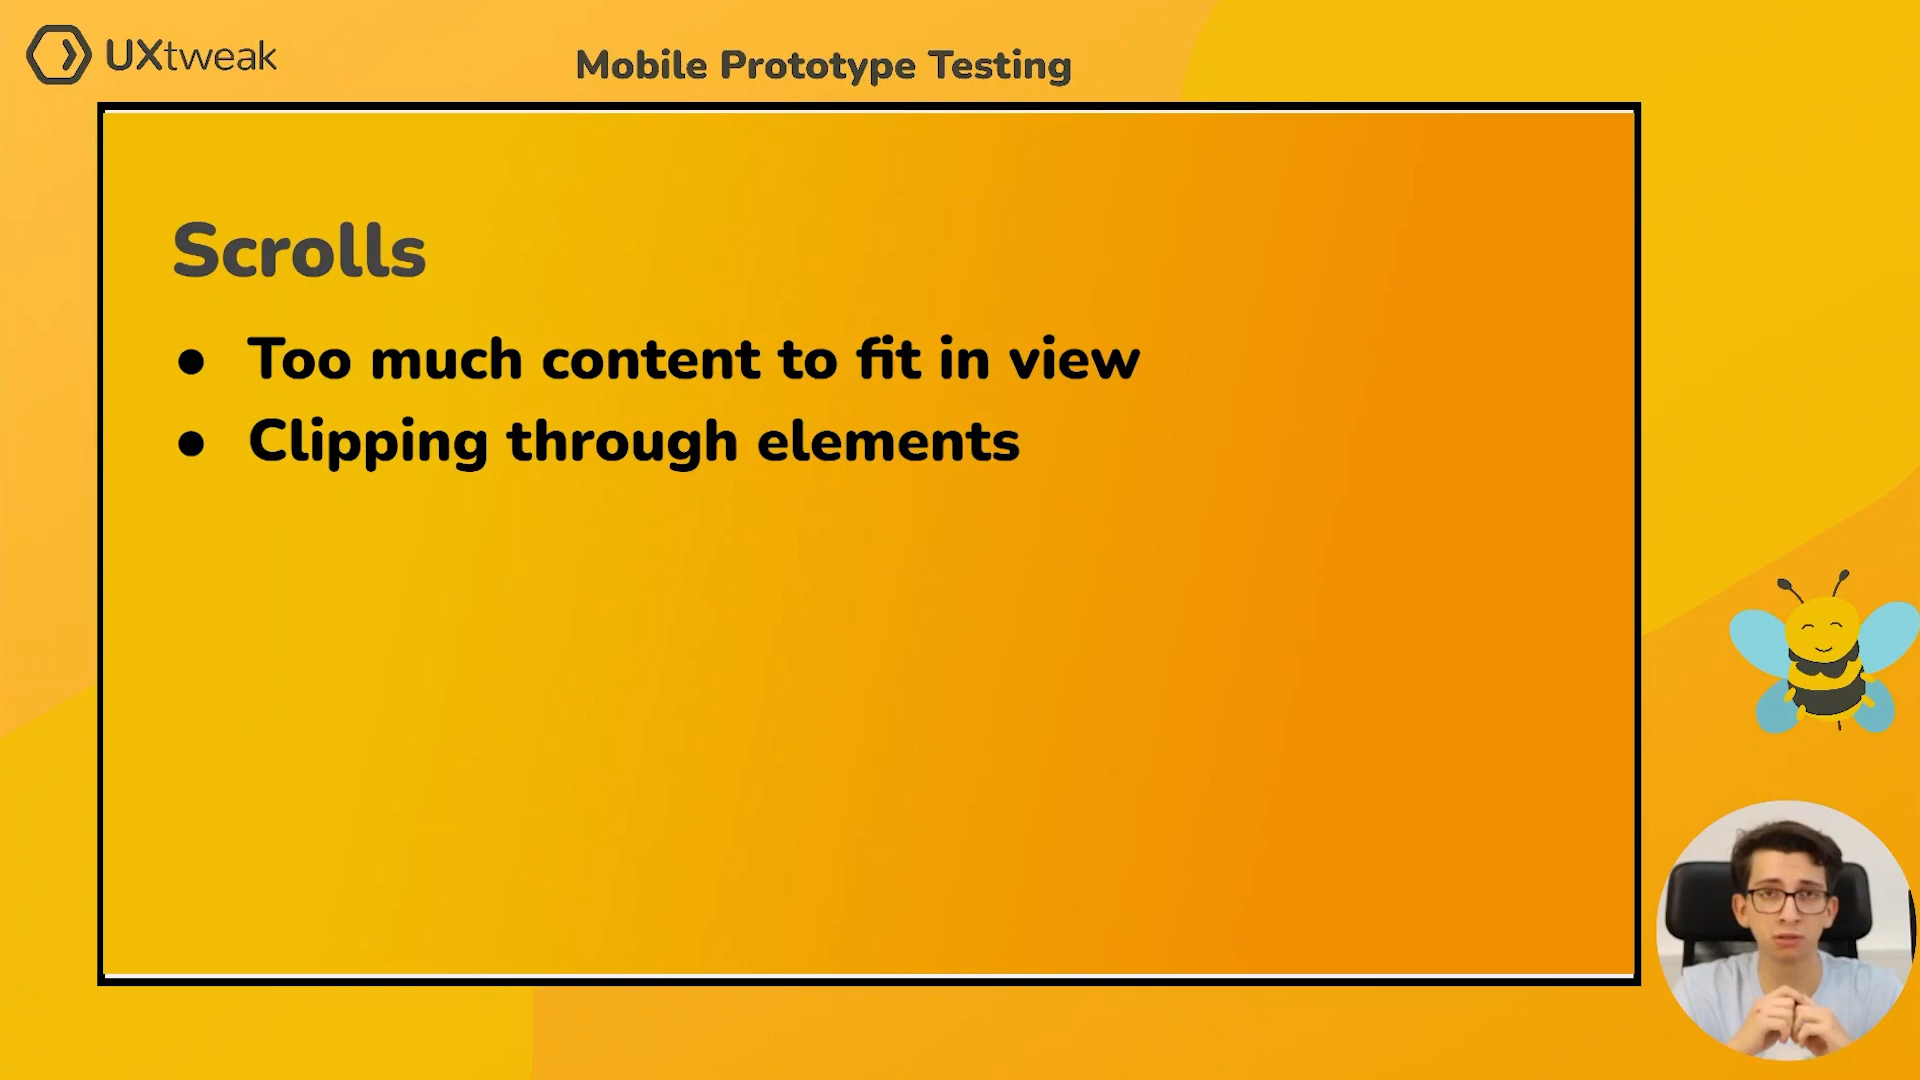 UXtweak
Mobile Prototype Testing
Scrolls
● Too much content to fit in view
● Clipping through elements